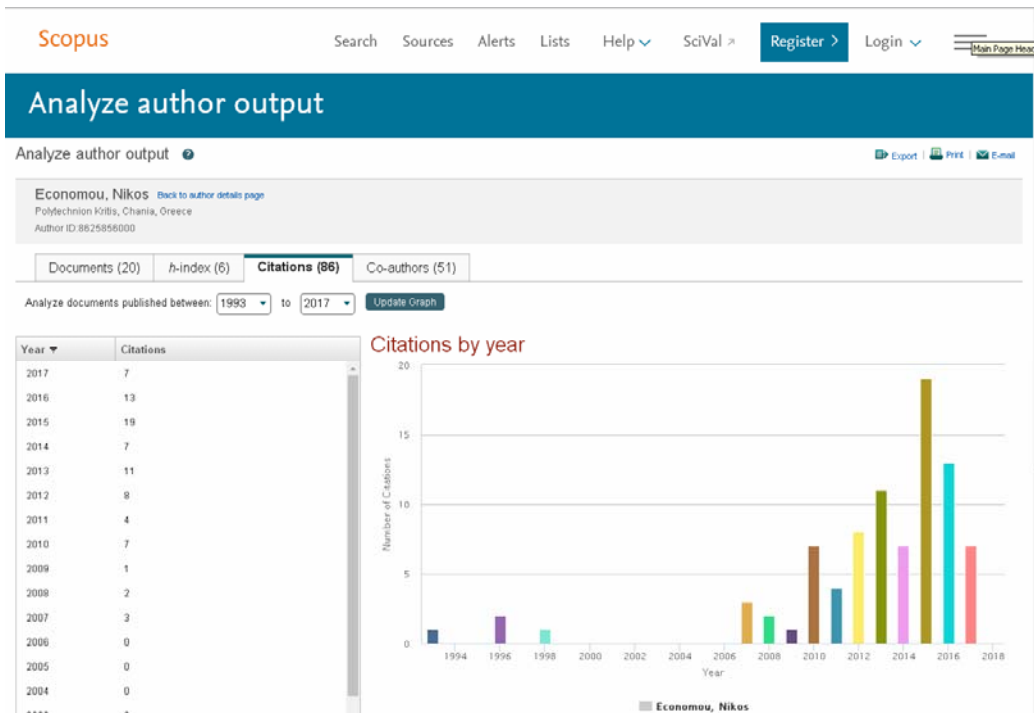 Scopus
Search Sources Alerts Lists Help SciVal Register > Login
Main Page Head
Analyze author output
Analyze author output
Export | Print | E-mail
Economou, Nikos Back to author details page
Polytechnion Kritis, Chania, Greece
Author ID:8625856000
Documents (20) h-index (6) Citations (86) Co-authors (51)
Analyze documents published between: 1993 to 2017 Update Graph
Year Citations
2017 7
2016 13
2015 19
2014 7
2013 11
2012 8
2011 4
2010 7
2009 1
2008 2
2007 3
2006 0
2005 0
2004 0
Citations by year
20
15
10
5
0
Number of Citations
1994 1996 1998 2000 2002 2004 2006 2008 2010 2012 2014 2016 2018
Year
Economou, Nikos